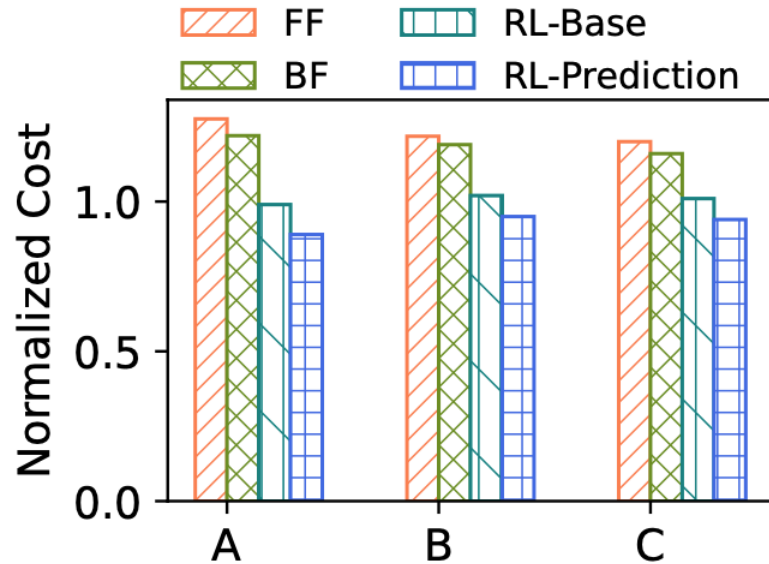 FF
RL-Base
BF
RL-Prediction
Normalized Cost
1.0
0.5
0.0
A
B
C